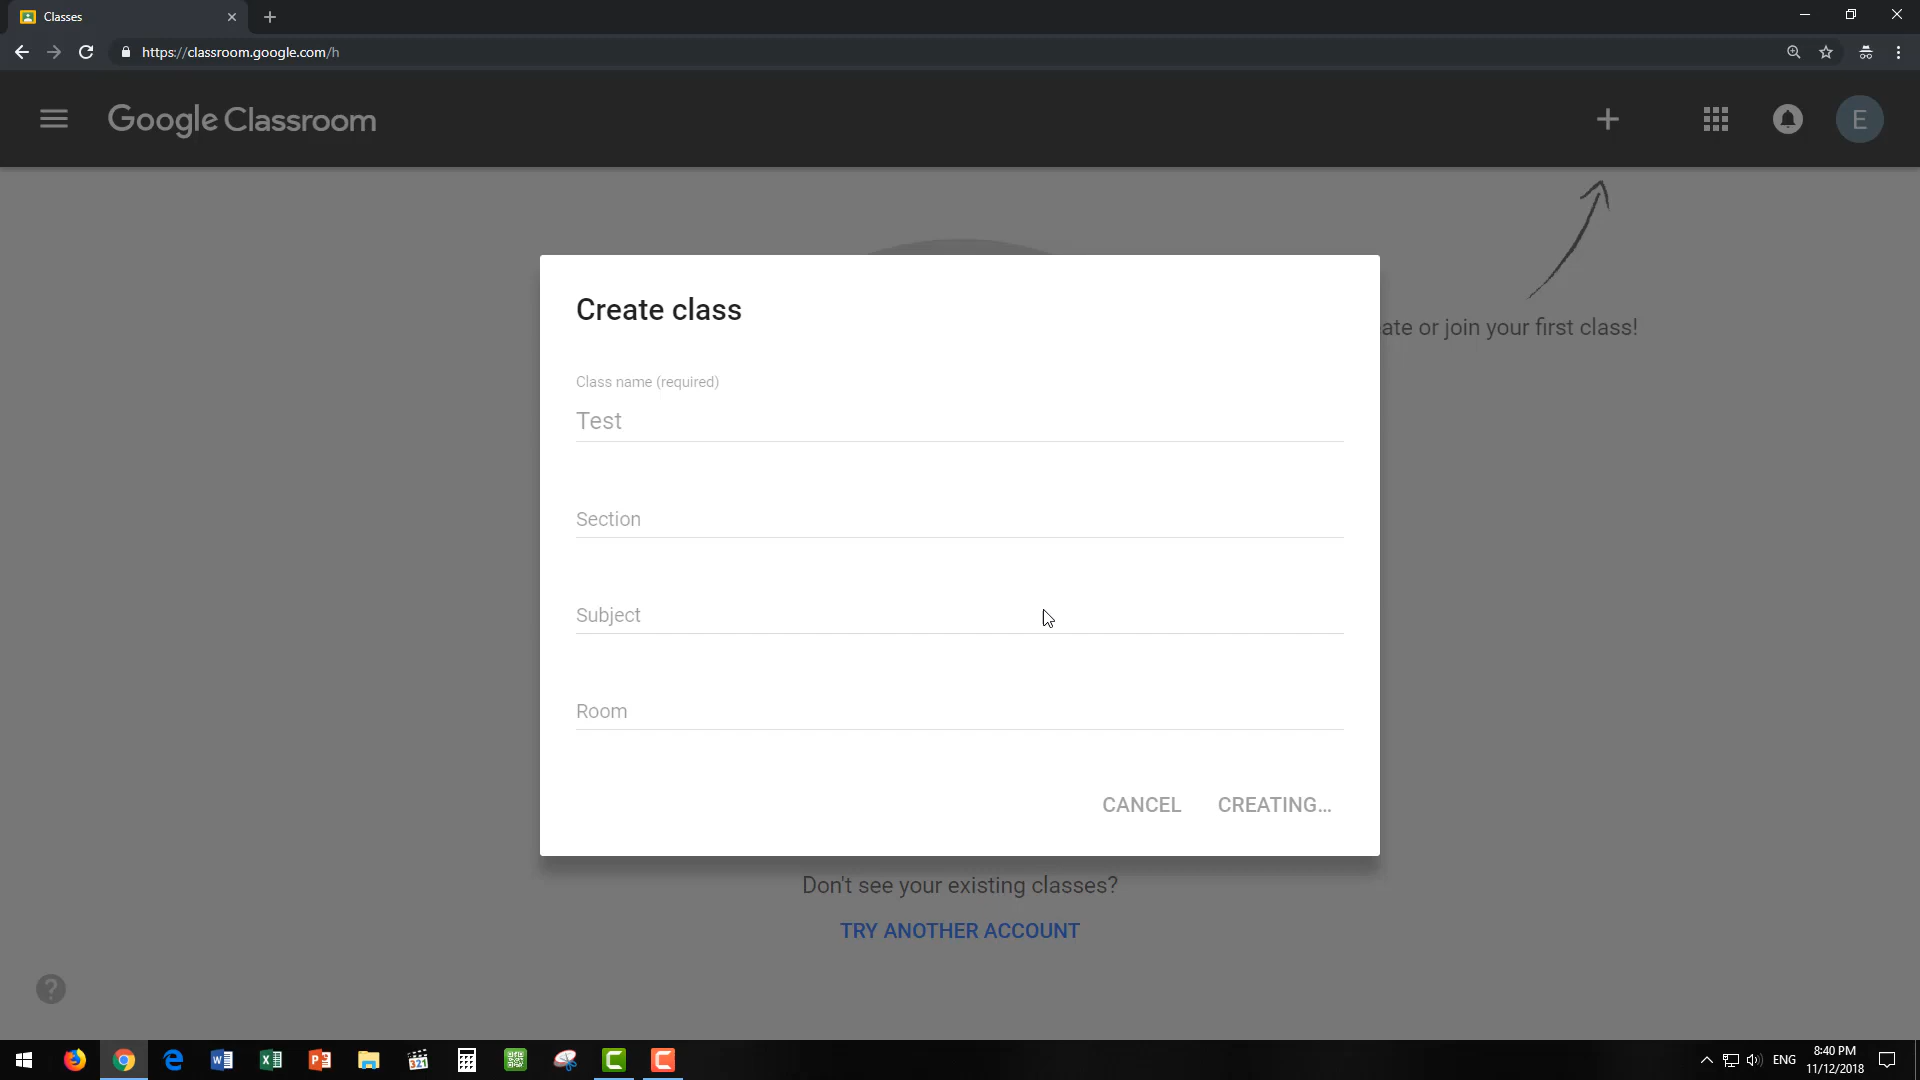 Classes
https://classroom.google.com/h
Google Classroom
E
ate or join your first class!
Create class
Class name (required)
Test
Section
Subject
Room
CANCEL
CREATING...
Don't see your existing classes?
TRY ANOTHER ACCOUNT
?
321
ENG
8:40 PM
11/12/2018